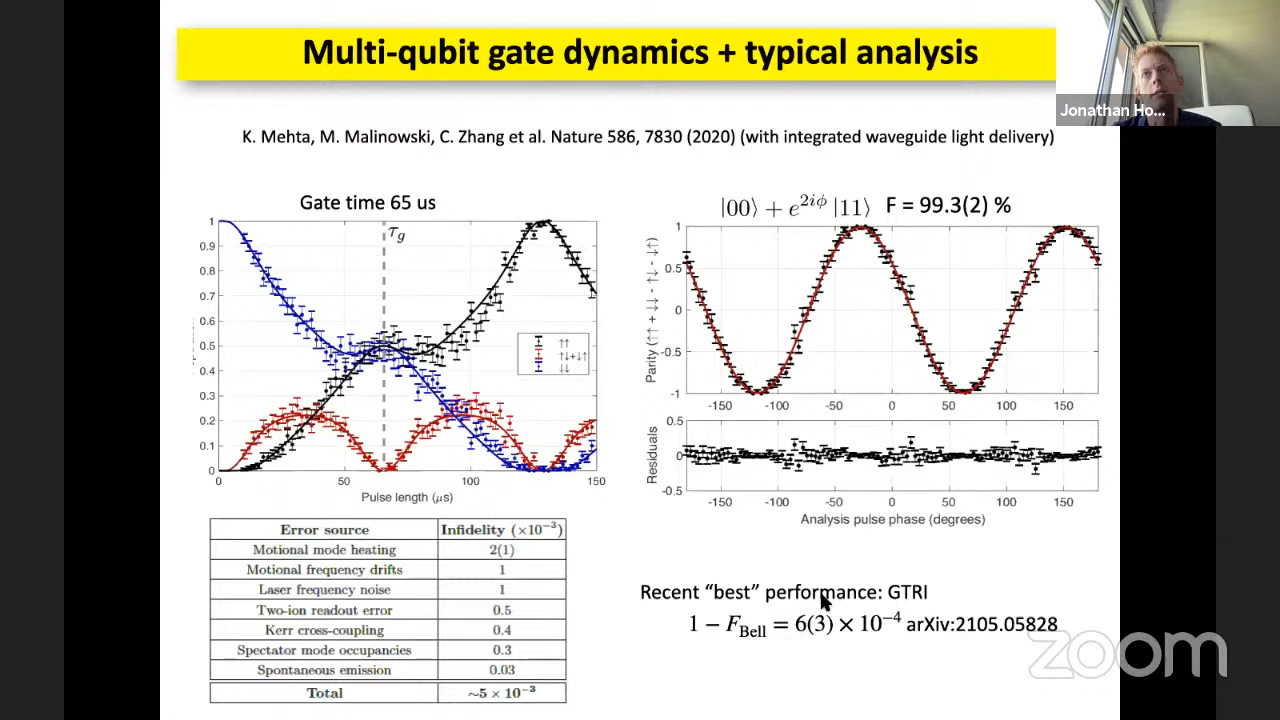 Multi-qubit gate dynamics + typical analysis
Jonathan Ho...
K. Mehta, M. Malinowski, C. Zhang et al. Nature 586, 7830 (2020) (with integrated waveguide light delivery)
Gate time 65 us
τg
1
0.9
0.8
0.7
0.6
0.5
0.4
0.3
0.2
0.1
0
↑↑
↑↓+↓↑
↓↓
0 50 100 150
Pulse length (μs)
|00⟩ + e^{2iϕ} |11⟩ F = 99.3(2) %
Parity (↑↑ + ↓↓ - ↑↓ - ↓↑)
1
0.5
0
-0.5
-1
-150 -100 -50 0 50 100 150
Residuals
0.5
0
-0.5
-150 -100 -50 0 50 100 150
Analysis pulse phase (degrees)
Error source Infidelity (×10⁻³)
Motional mode heating 2(1)
Motional frequency drifts 1
Laser frequency noise 1
Two-ion readout error 0.5
Kerr cross-coupling 0.4
Spectator mode occupancies 0.3
Spontaneous emission 0.03
Total ~5 × 10⁻³
Recent “best” performance: GTRI
1 − F_Bell = 6(3) × 10⁻⁴ arXiv:2105.05828
zoom